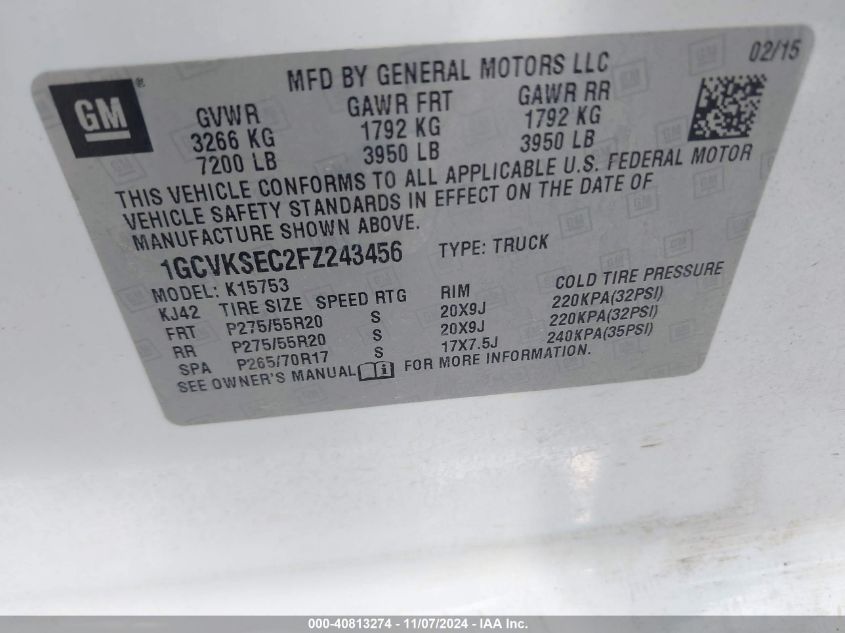 GM®
MFD BY GENERAL MOTORS LLC
02/15
GVWR GAWR FRT GAWR RR
3266 KG 1792 KG 1792 KG
7200 LB 3950 LB 3950 LB
THIS VEHICLE CONFORMS TO ALL APPLICABLE U.S. FEDERAL MOTOR
VEHICLE SAFETY STANDARDS IN EFFECT ON THE DATE OF
MANUFACTURE SHOWN ABOVE.
1GCVKSEC2FZ243456 TYPE: TRUCK
MODEL: K15753
KJ42 TIRE SIZE SPEED RTG RIM COLD TIRE PRESSURE
FRT P275/55R20 S 20X9J 220KPA(32PSI)
RR P275/55R20 S 20X9J 220KPA(32PSI)
SPA P265/70R17 S 17X7.5J 240KPA(35PSI)
SEE OWNER'S MANUAL FOR MORE INFORMATION.
000-40813274 - 11/07/2024 - IAA Inc.